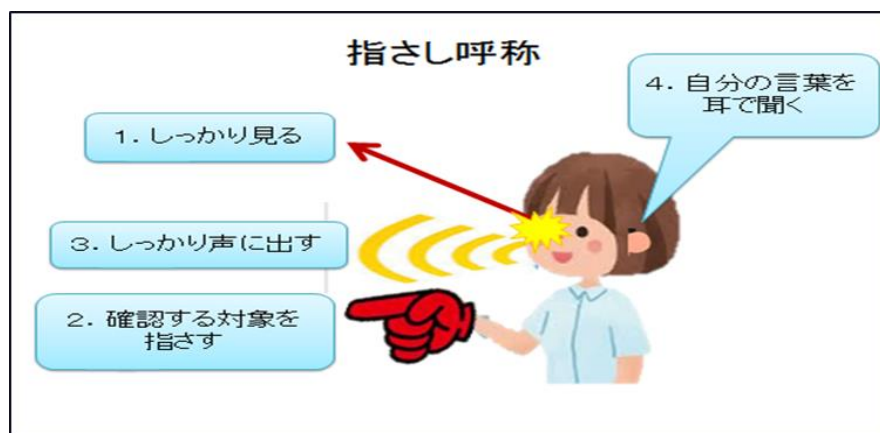 指さし呼称
4．自分の言葉を
耳で聞く
1．しっかり見る
3．しっかり声に出す
2．確認する対象を
指さす